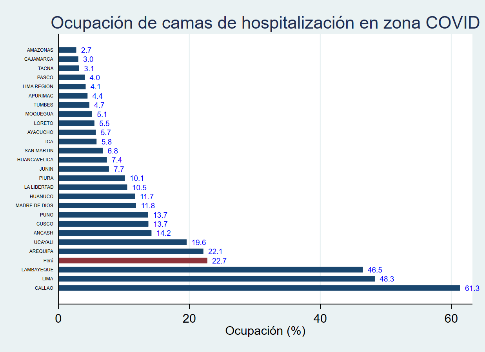 Ocupación de camas de hospitalización en zona COVID
AMAZONAS 2.7
CAJAMARCA 3.0
TACNA 3.1
PASCO 4.0
LIMA REGION 4.1
APURIMAC 4.4
TUMBES 4.7
MOQUEGUA 5.1
LORETO 5.5
AYACUCHO 5.7
ICA 5.8
SAN MARTIN 6.8
HUANCAVELICA 7.4
JUNIN 7.7
PIURA 10.1
LA LIBERTAD 10.5
HUANUCO 11.7
MADRE DE DIOS 11.8
PUNO 13.7
CUSCO 13.7
ANCASH 14.2
UCAYALI 19.6
AREQUIPA 22.1
PERÚ 22.7
LAMBAYEQUE 46.5
LIMA 48.3
CALLAO 61.3
0 20 40 60
Ocupación (%)